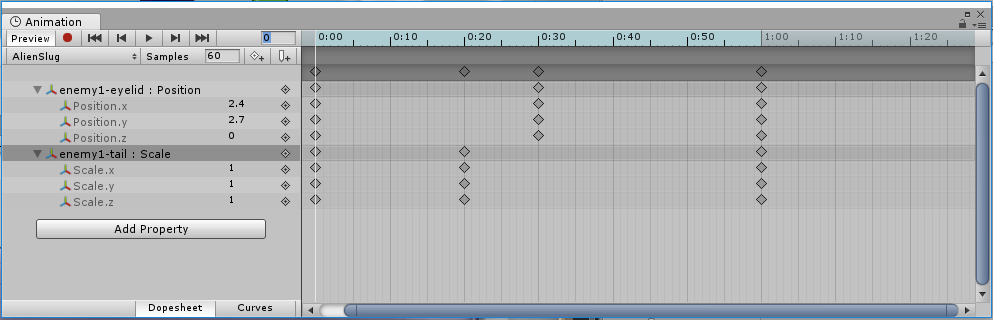 Animation
Preview 0 0:00 0:10 0:20 0:30 0:40 0:50 1:00 1:10 1:20
AlienSlug Samples 60
enemy1-eyelid : Position
Position.x 2.4
Position.y 2.7
Position.z 0
enemy1-tail : Scale
Scale.x 1
Scale.y 1
Scale.z 1
Add Property
Dopesheet Curves